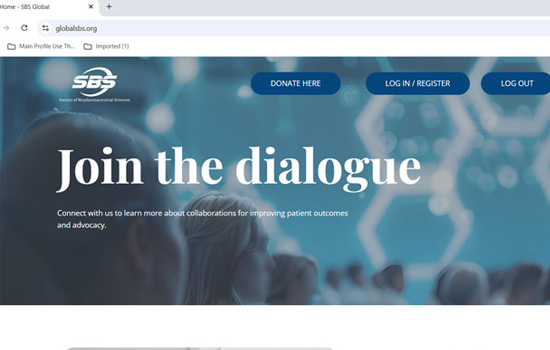 Home - SBS Global
globalsbs.org
Main Profile Use Th...
Imported (1)
SBS
Society of Biopharmaceutical Sciences
DONATE HERE
LOG IN / REGISTER
LOG OUT
Join the dialogue
Connect with us to learn more about collaborations for improving patient outcomes
and advocacy.